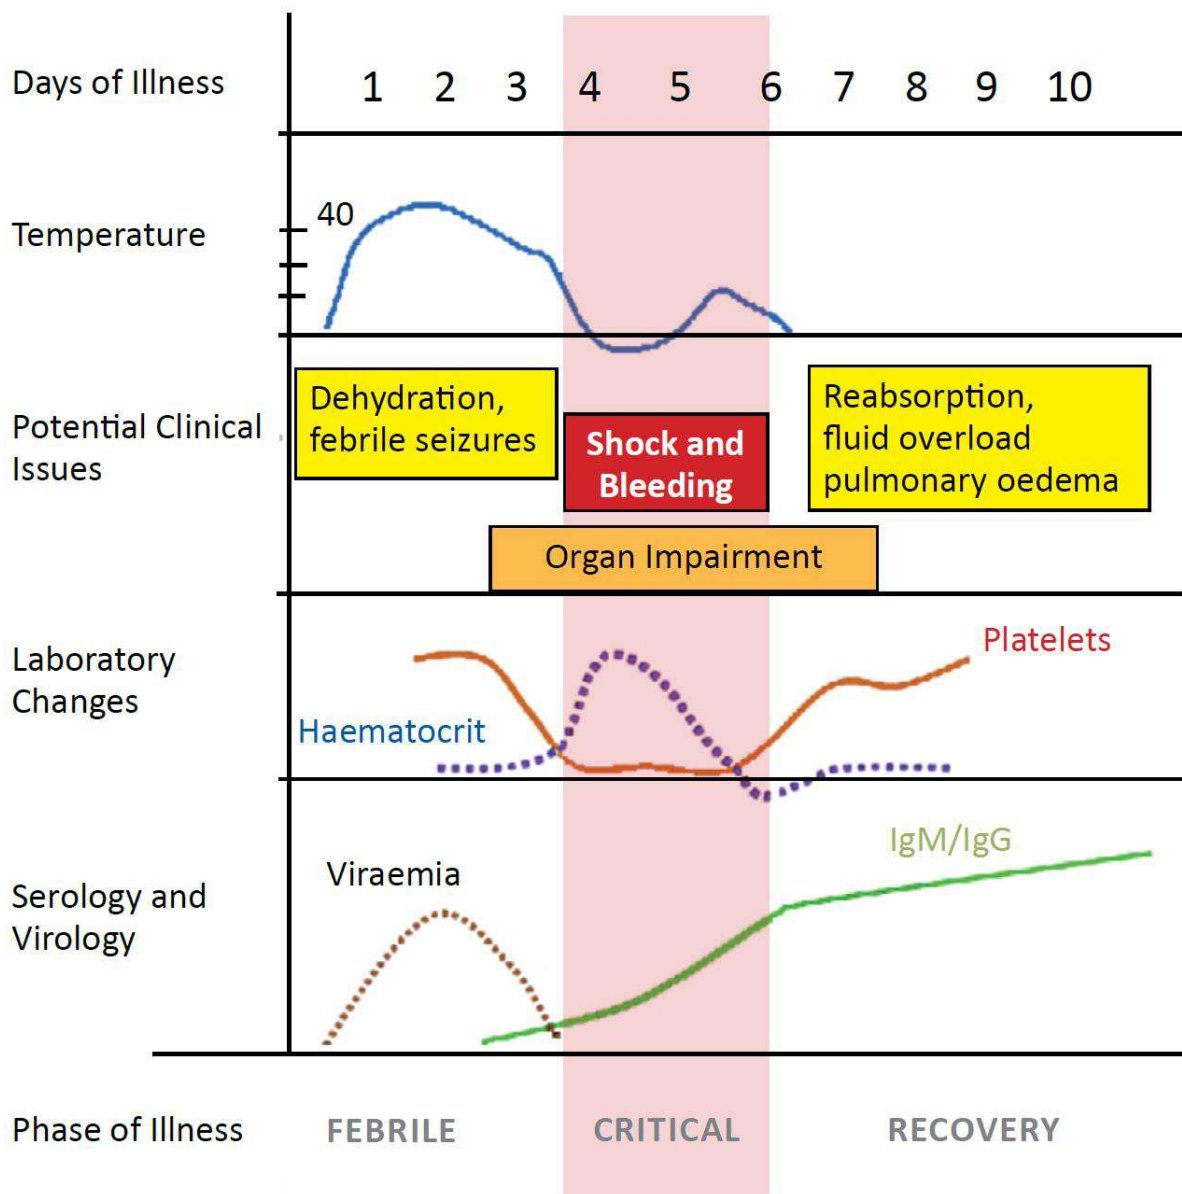 Days of Illness 1 2 3 4 5 6 7 8 9 10
Temperature
40
Potential Clinical
Issues
Dehydration,
febrile seizures
Shock and
Bleeding
Reabsorption,
fluid overload
pulmonary oedema
Organ Impairment
Laboratory
Changes
Haematocrit
Platelets
Serology and
Virology
Viraemia
IgM/IgG
Phase of Illness FEBRILE CRITICAL RECOVERY